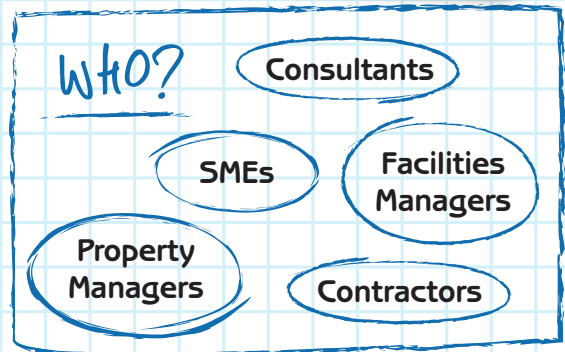 WHO?
Consultants
SMEs
Facilities
Managers
Property
Managers
Contractors